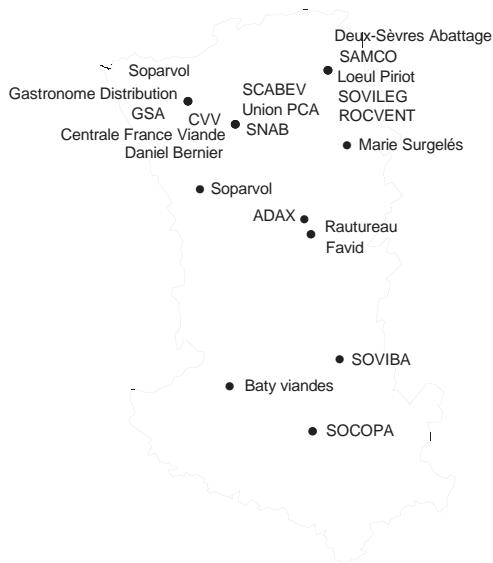 Deux-Sèvres Abattage
SAMCO
Loeul Piriot
SOVILEG
ROCVENT
Soparvol
Gastronome Distribution
GSA
SCABEV
Union PCA
SNAB
CVV
Centrale France Viande
Daniel Bernier
Marie Surgelés
Soparvol
ADAX
Rautureau
Favid
SOVIBA
Baty viandes
SOCOPA